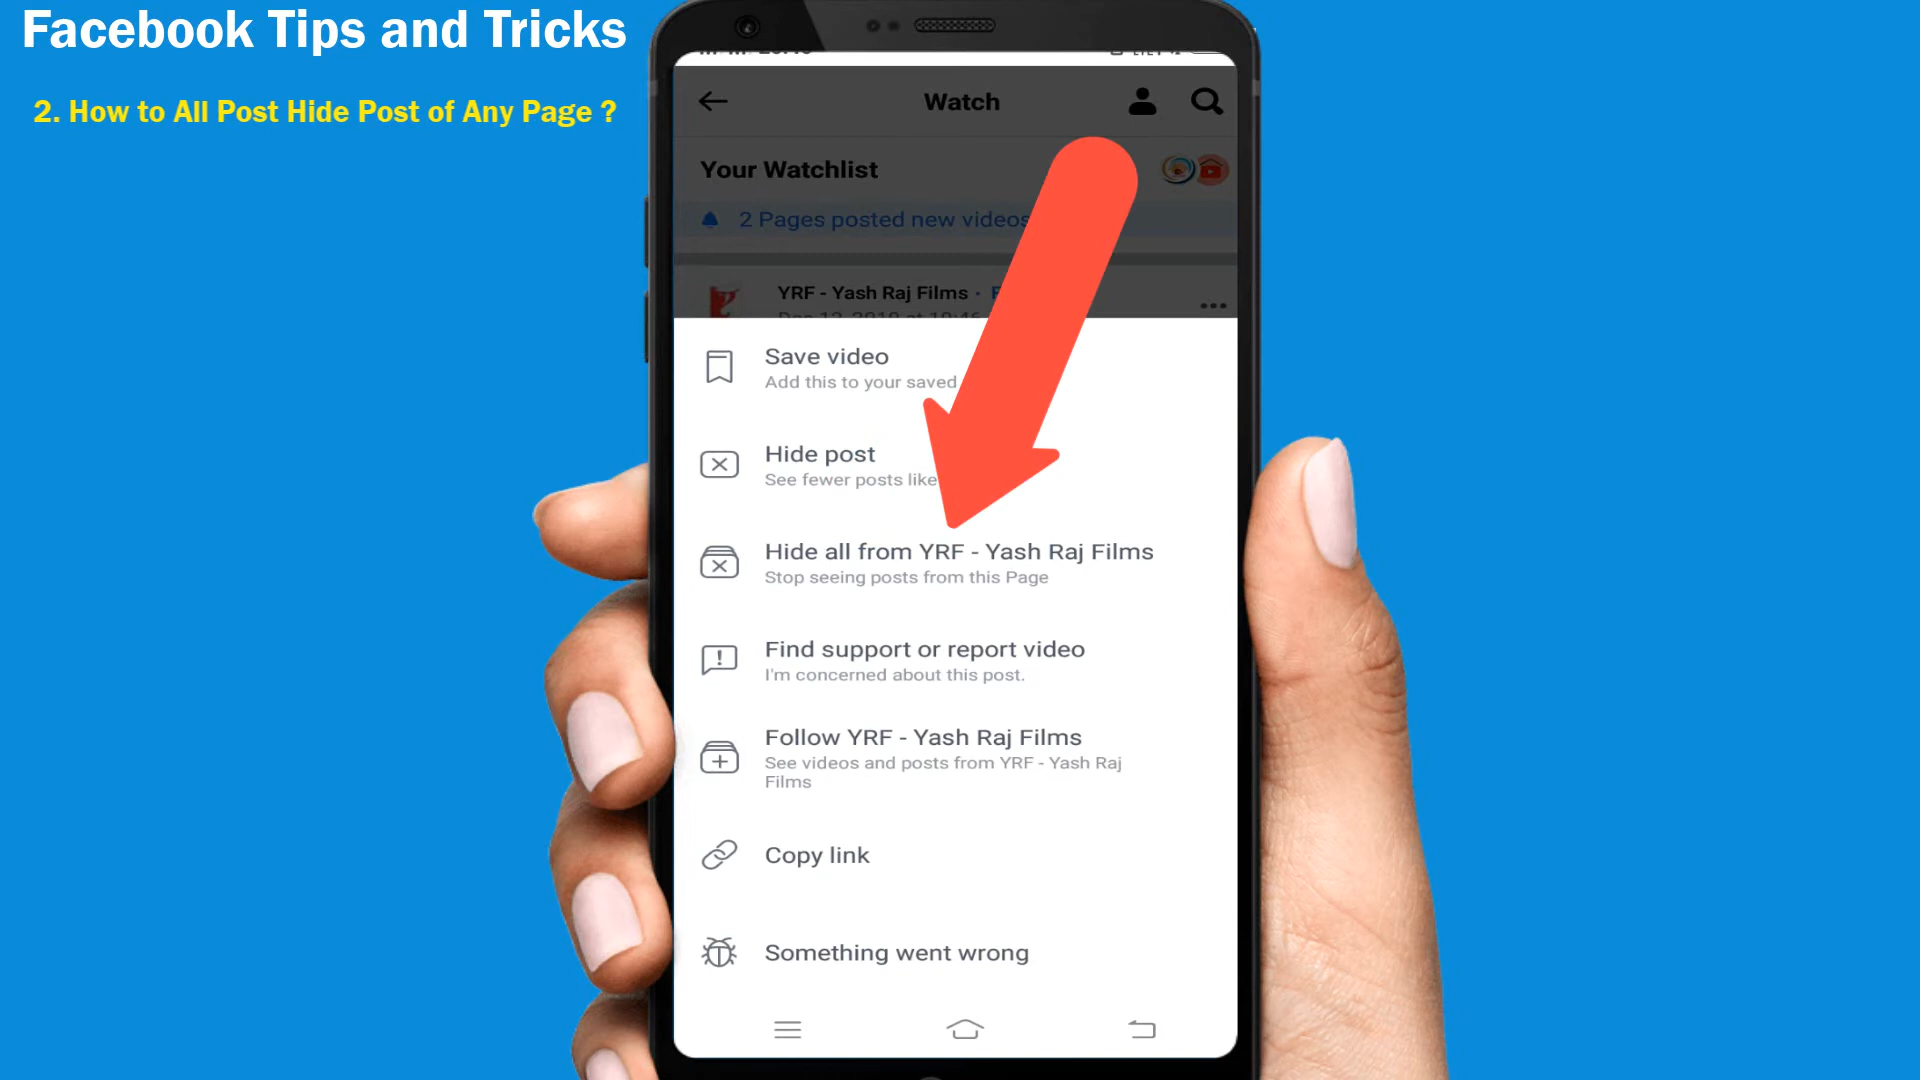 Facebook Tips and Tricks
2. How to All Post Hide Post of Any Page ?
Watch
Your Watchlist
2 Pages posted new videos
YRF - Yash Raj Films ·
Save video
Add this to your saved
Hide post
See fewer posts like
Hide all from YRF - Yash Raj Films
Stop seeing posts from this Page
Find support or report video
I'm concerned about this post.
Follow YRF - Yash Raj Films
See videos and posts from YRF - Yash Raj
Films
Copy link
Something went wrong